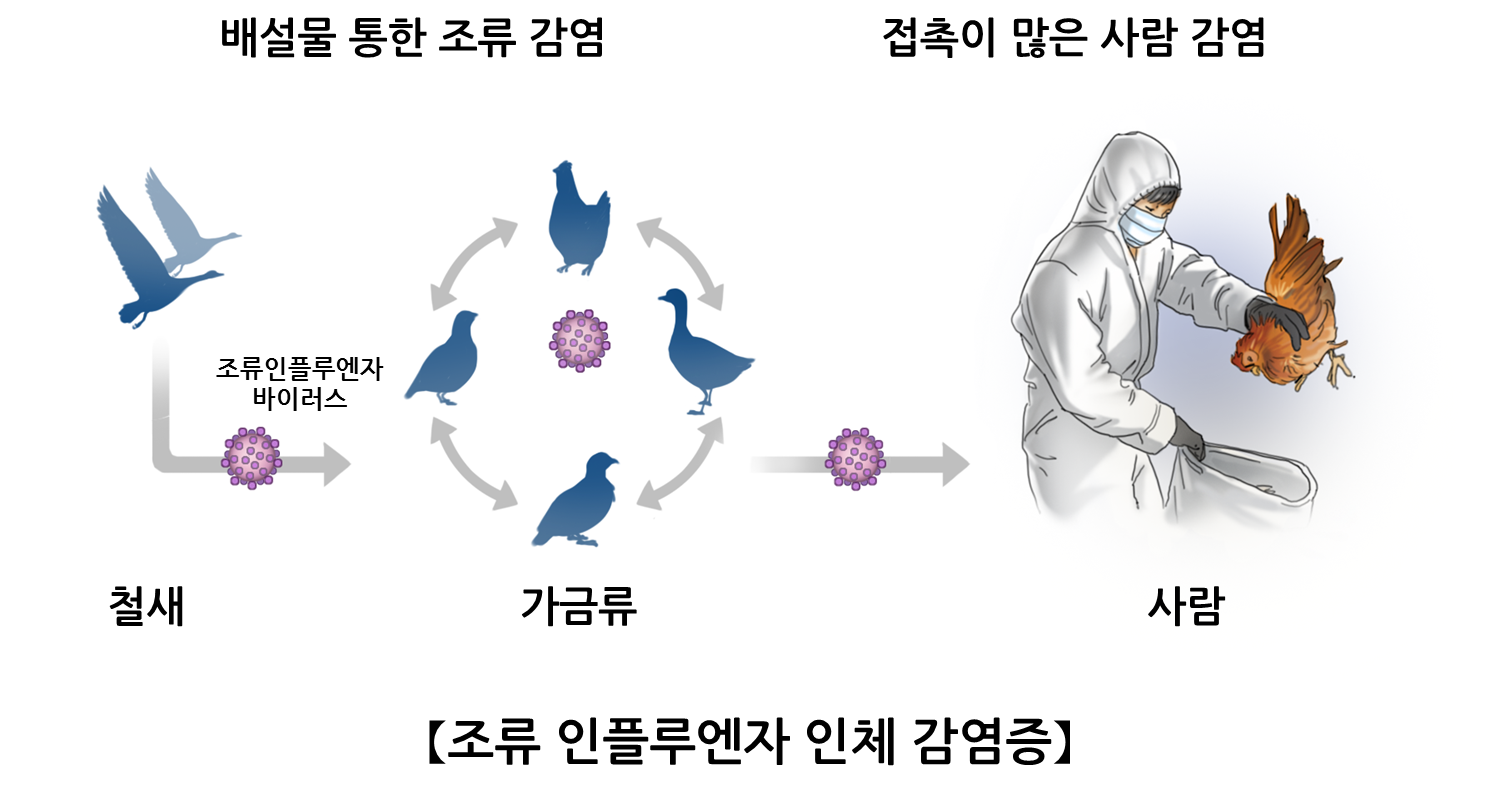 배설물 통한 조류 감염
접촉이 많은 사람 감염
조류인플루엔자
바이러스
철새
가금류
사람
【조류 인플루엔자 인체 감염증】